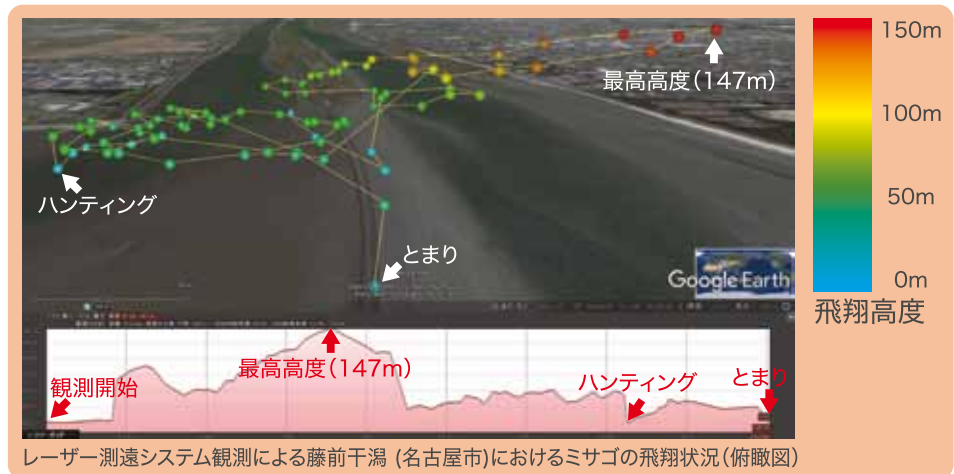 150m
最高高度(147m)
100m
ハンティング
50m
とまり
Google Earth
0m
飛翔高度
最高高度(147m)
観測開始
ハンティング
とまり
レーザー測遠システム観測による藤前干潟 (名古屋市)におけるミサゴの飛翔状況(俯瞰図)